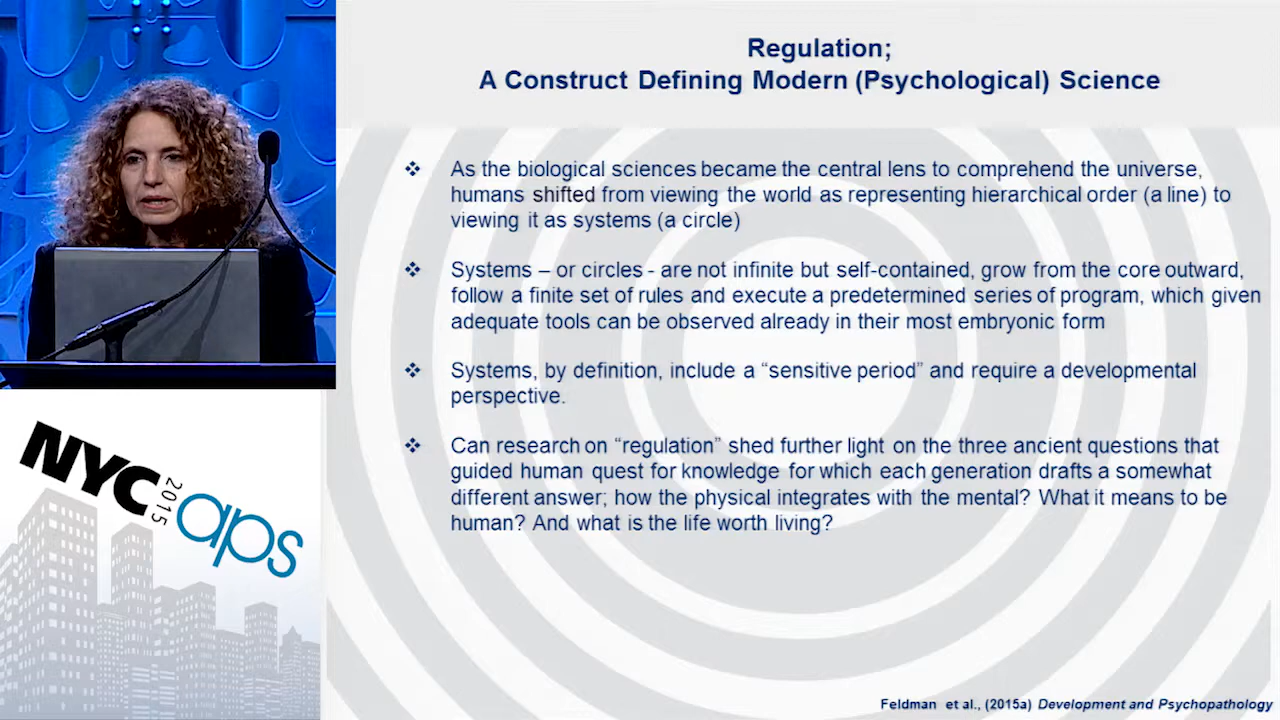 Regulation;
A Construct Defining Modern (Psychological) Science
❖ As the biological sciences became the central lens to comprehend the universe,
humans shifted from viewing the world as representing hierarchical order (a line) to
viewing it as systems (a circle)
❖ Systems – or circles - are not infinite but self-contained, grow from the core outward,
follow a finite set of rules and execute a predetermined series of program, which given
adequate tools can be observed already in their most embryonic form
❖ Systems, by definition, include a “sensitive period” and require a developmental
perspective.
❖ Can research on “regulation” shed further light on the three ancient questions that
guided human quest for knowledge for which each generation drafts a somewhat
different answer; how the physical integrates with the mental? What it means to be
human? And what is the life worth living?
NYC
2015
aps
Feldman et al., (2015a) Development and Psychopathology